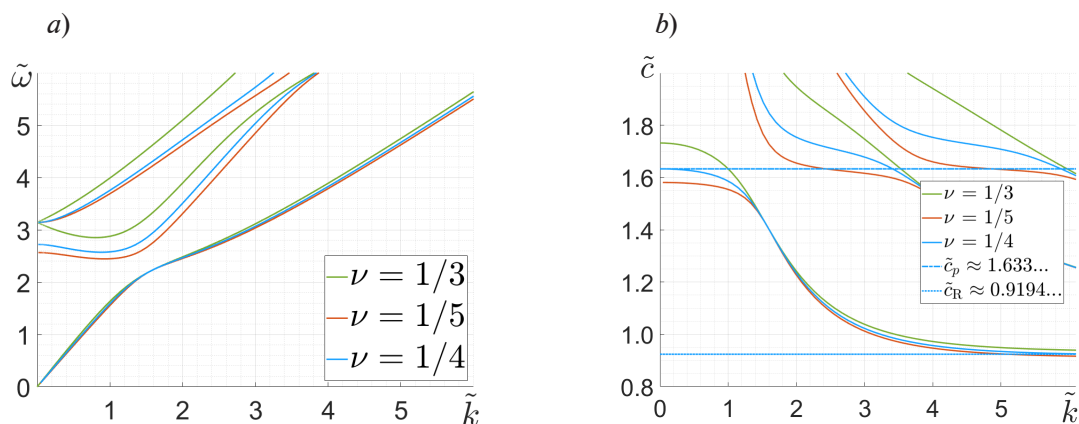 a)
b)
ω̃
6
5
4
3
2
1
0
1 2 3 4 5 k̃
ν = 1/3
ν = 1/5
ν = 1/4
c̃
1.8
1.6
1.4
1.2
1.0
0.8
0 1 2 3 4 5 k̃
ν = 1/3
ν = 1/5
ν = 1/4
c̃ₚ ≈ 1.633...
c̃_R ≈ 0.9194...